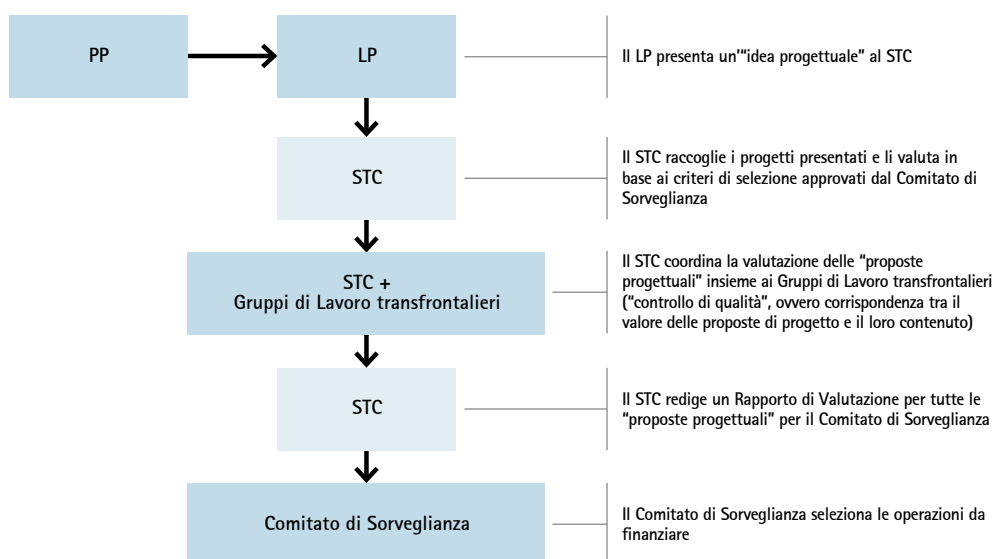 PP
LP
Il LP presenta un'"idea progettuale" al STC
STC
Il STC raccoglie i progetti presentati e li valuta in
base ai criteri di selezione approvati dal Comitato di
Sorveglianza
STC +
Gruppi di Lavoro transfrontalieri
Il STC coordina la valutazione delle "proposte
progettuali" insieme ai Gruppi di Lavoro transfrontalieri
("controllo di qualità", ovvero corrispondenza tra il
valore delle proposte di progetto e il loro contenuto)
STC
Il STC redige un Rapporto di Valutazione per tutte le
"proposte progettuali" per il Comitato di Sorveglianza
Comitato di Sorveglianza
Il Comitato di Sorveglianza seleziona le operazioni da
finanziare